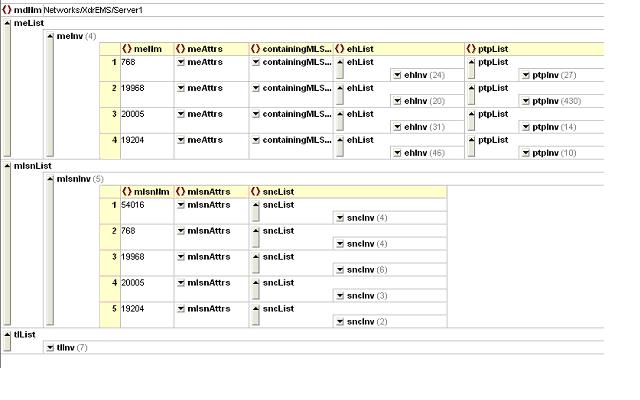 mdNm Networks/XdrEMS/Server1
meList
meInv (4)
meNm meAttrs containingMLS... ehList ptpList
1 768 meAttrs containingMLS... ehList ptpList
ehInv (24) ptpInv (27)
2 19968 meAttrs containingMLS... ehList ptpList
ehInv (20) ptpInv (430)
3 20005 meAttrs containingMLS... ehList ptpList
ehInv (31) ptpInv (14)
4 19204 meAttrs containingMLS... ehList ptpList
ehInv (46) ptpInv (10)
mlsnList
mlsnInv (5)
mlsnNm mlsnAttrs sncList
1 54016 mlsnAttrs sncList
sncInv (4)
2 768 mlsnAttrs sncList
sncInv (4)
3 19968 mlsnAttrs sncList
sncInv (6)
4 20005 mlsnAttrs sncList
sncInv (3)
5 19204 mlsnAttrs sncList
sncInv (2)
tlList
tlInv (7)